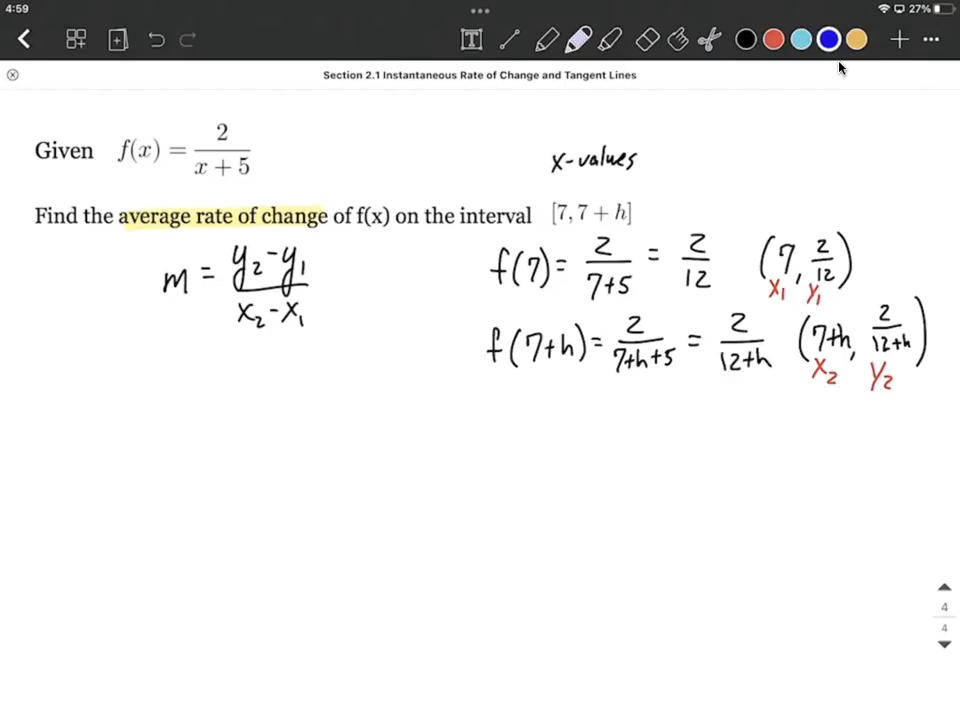 4:59 27%
Section 2.1 Instantaneous Rate of Change and Tangent Lines
Given f(x) = 2/(x + 5)
x-values
Find the average rate of change of f(x) on the interval [7, 7 + h]
m = (y₂-y₁)/(x₂-x₁)
f(7) = 2/(7+5) = 2/12 (7, 2/12)
x₁ y₁
f(7+h) = 2/(7+h+5) = 2/(12+h) (7+h, 2/(12+h))
x₂ y₂
4
4